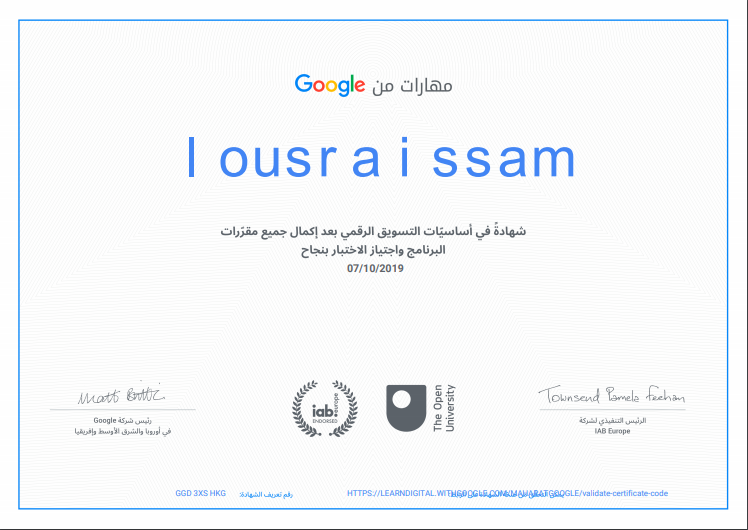 مهارات من Google
l ousr a i ssam
شهادةً في أساسيّات التسويق الرقمي بعد إكمال جميع مقرّرات
البرنامج واجتياز الاختبار بنجاح
07/10/2019
Matt Brittin
Townsend Pamela Feehan
رئيس شركة Google
في أوروبا والشرق الأوسط وإفريقيا
iab europe
ENDORSED
The Open
University
الرئيس التنفيذي لشركة
IAB Europe
رقم تعريف الشهادة: GGD 3XS HKG
HTTPS://LEARNDIGITAL.WITHGOOGLE.COM/MAHARATGOOGLE/validate-certificate-code